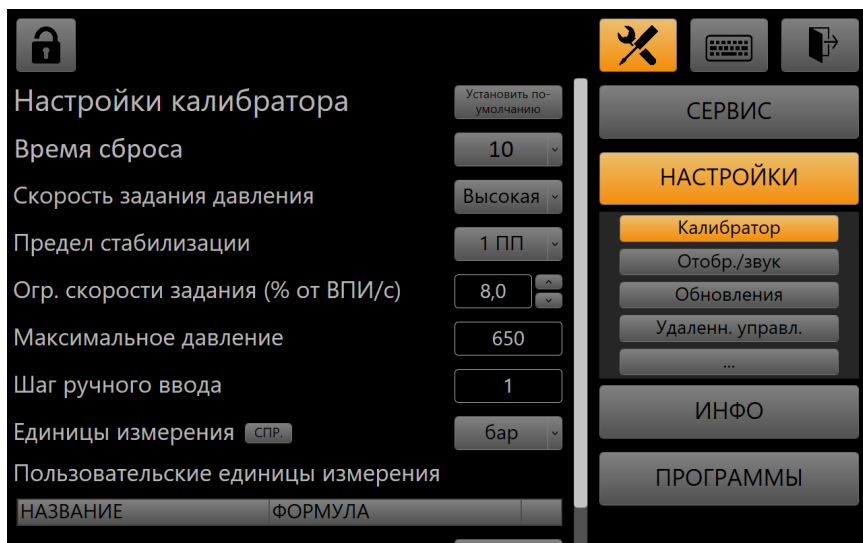 Настройки калибратора
Установить по-
умолчанию
Время сброса
10
Скорость задания давления
Высокая
Предел стабилизации
1 ПП
Огр. скорости задания (% от ВПИ/с)
8,0
Максимальное давление
650
Шаг ручного ввода
1
Единицы измерения СПР.
бар
Пользовательские единицы измерения
НАЗВАНИЕ ФОРМУЛА
СЕРВИС
НАСТРОЙКИ
Калибратор
Отобр./звук
Обновления
Удаленн. управл.
...
ИНФО
ПРОГРАММЫ